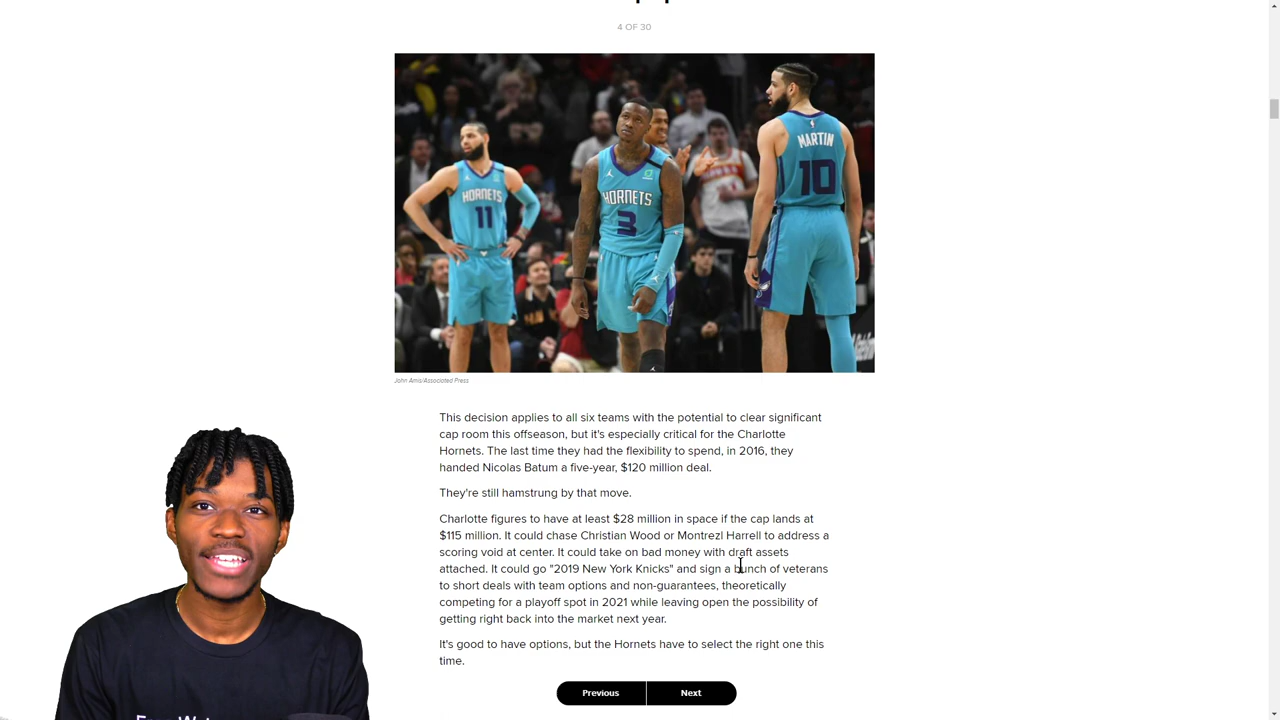 4 OF 30
MARTIN
10
HORNETS
11
HORNETS
3
John Amis/Associated Press
This decision applies to all six teams with the potential to clear significant
cap room this offseason, but it's especially critical for the Charlotte
Hornets. The last time they had the flexibility to spend, in 2016, they
handed Nicolas Batum a five-year, $120 million deal.
They're still hamstrung by that move.
Charlotte figures to have at least $28 million in space if the cap lands at
$115 million. It could chase Christian Wood or Montrezl Harrell to address a
scoring void at center. It could take on bad money with draft assets
attached. It could go "2019 New York Knicks" and sign a bunch of veterans
to short deals with team options and non-guarantees, theoretically
competing for a playoff spot in 2021 while leaving open the possibility of
getting right back into the market next year.
It's good to have options, but the Hornets have to select the right one this
time.
Previous Next